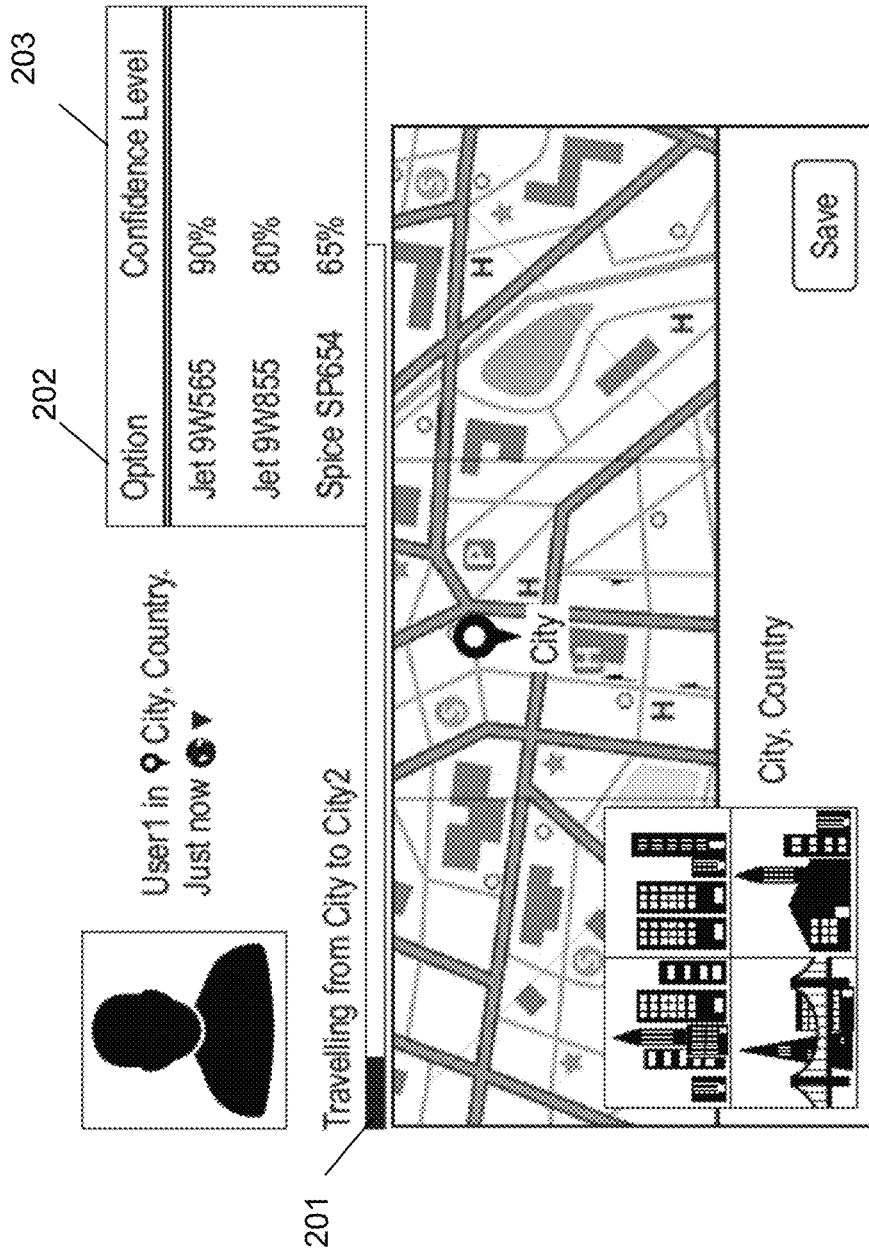 203
202
Option Confidence Level
Jet 9W565 90%
Jet 9W855 80%
Spice SP654 65%
User1 in City, Country.
Just now
Travelling from City to City2
201
H
H
P
H
City
H
H
City, Country
Save